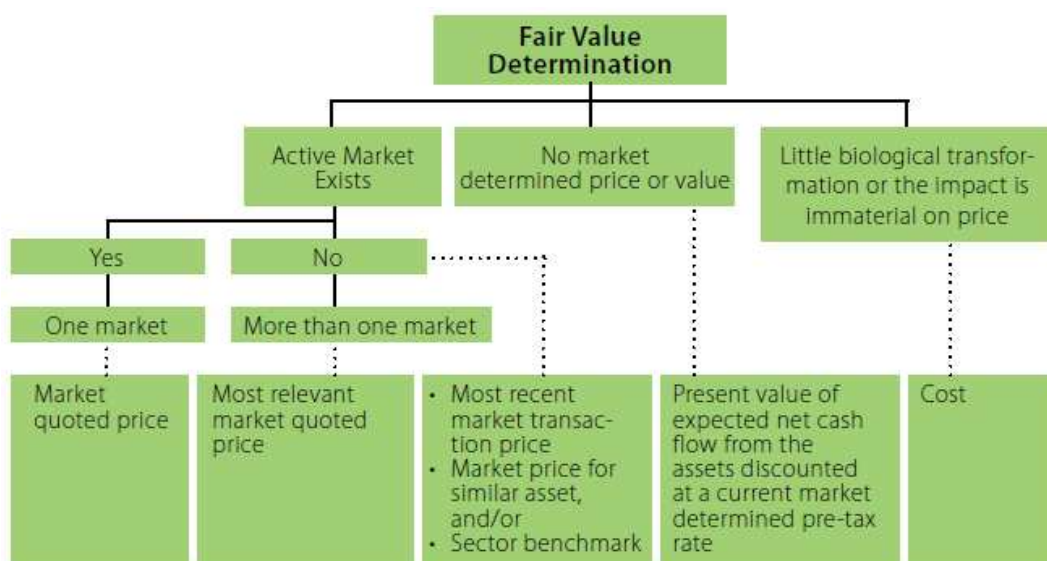 Fair Value
Determination
Active Market
Exists
No market
determined price or value
Little biological transfor-
mation or the impact is
immaterial on price
Yes
No
One market
More than one market
Market
quoted price
Most relevant
market quoted
price
• Most recent
market transac-
tion price
• Market price for
similar asset,
and/or
• Sector benchmark
Present value of
expected net cash
flow from the
assets discounted
at a current market
determined pre-tax
rate
Cost